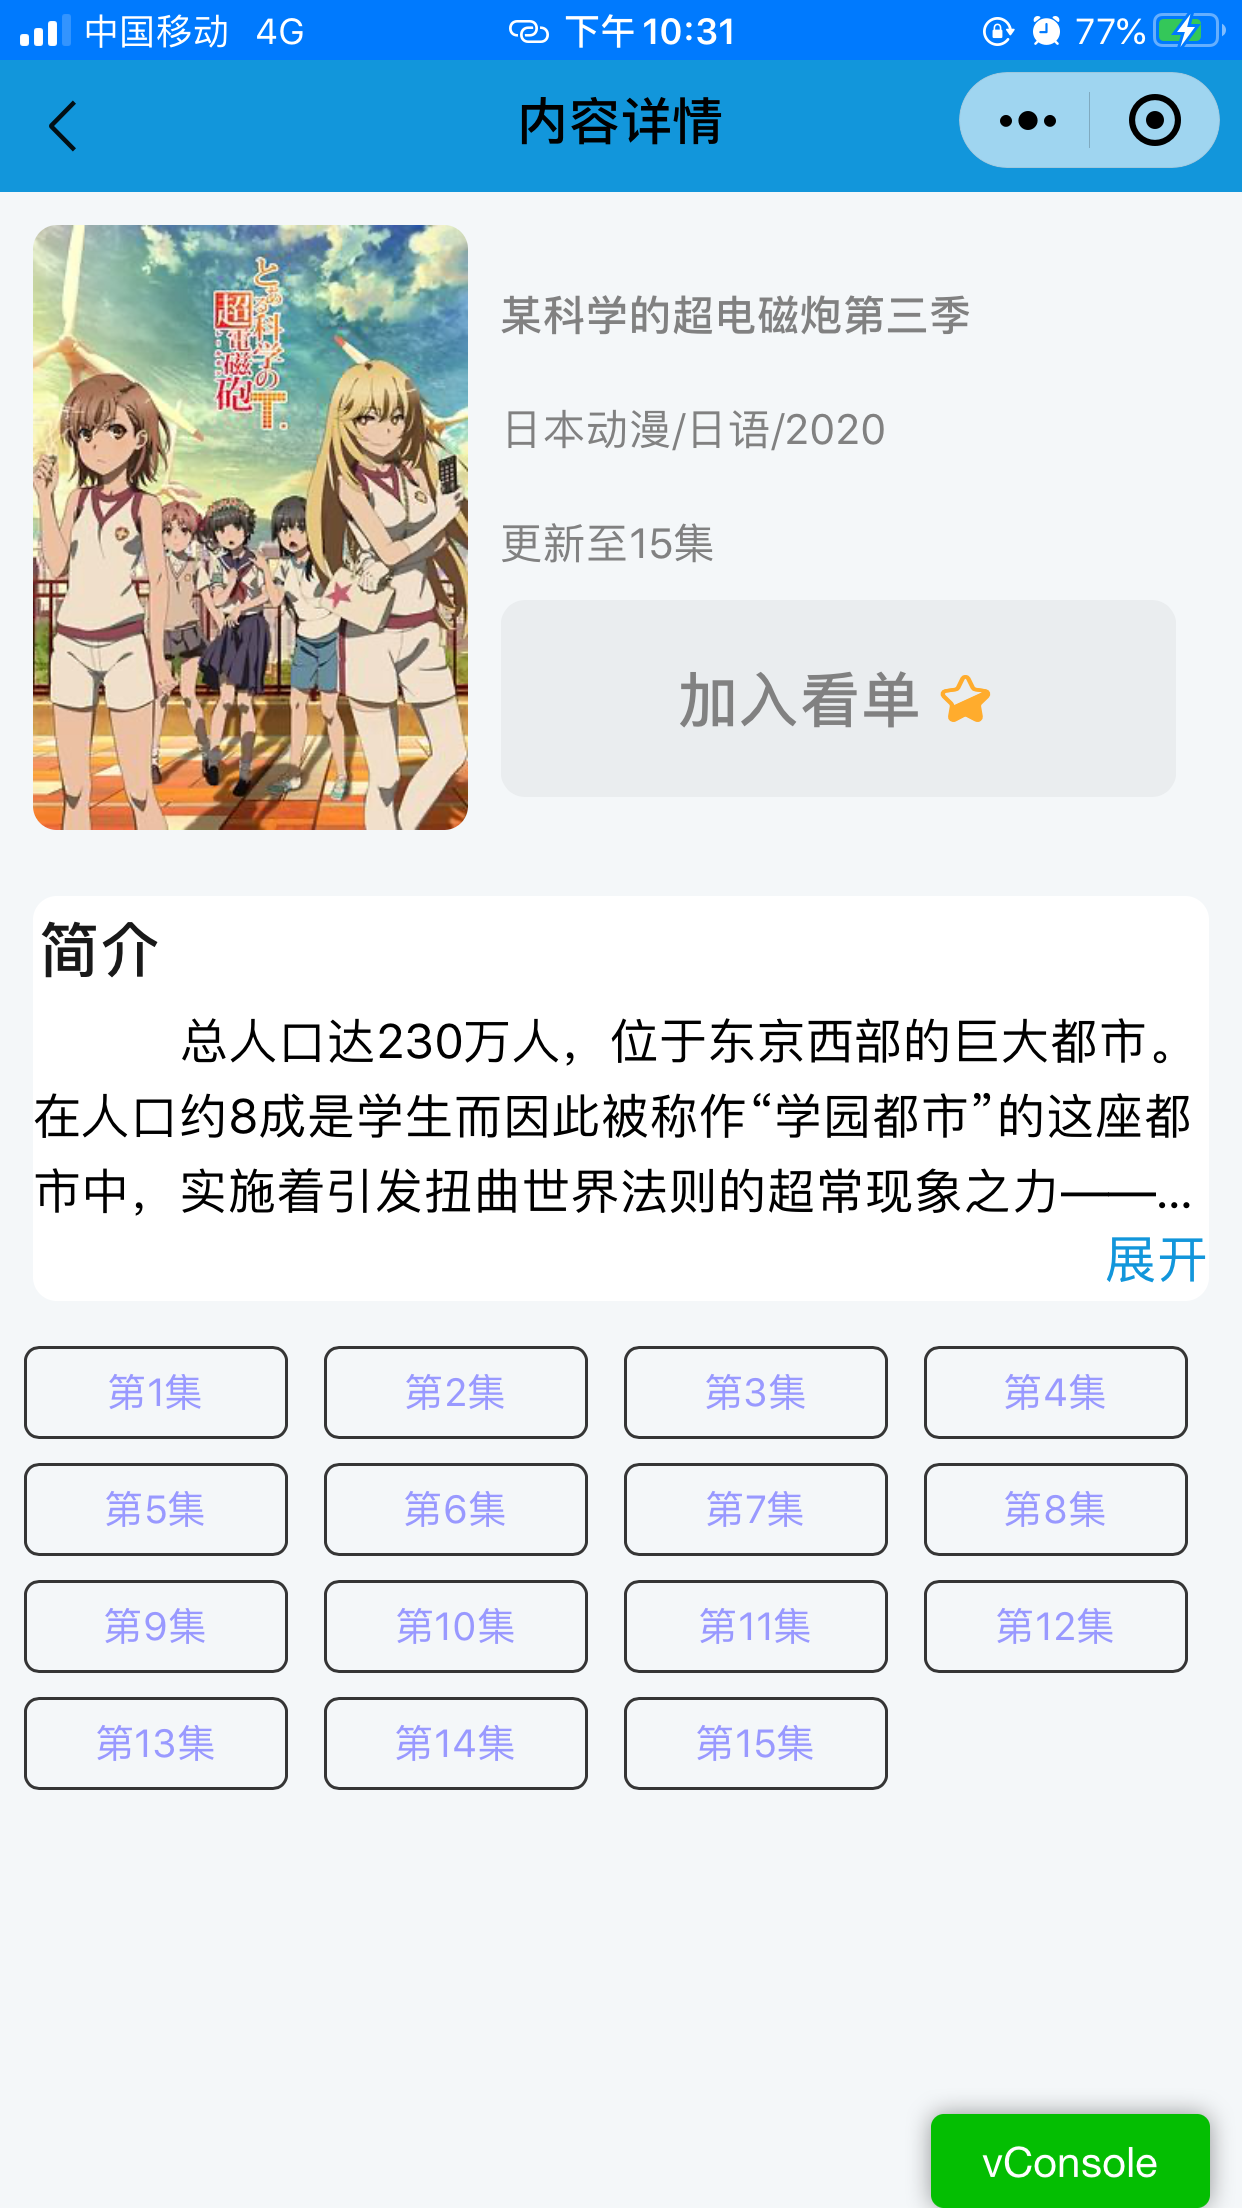 中国移动 4G 下午10:31 77%
内容详情
とある科学の
超電磁砲
T.
某科学的超电磁炮第三季
日本动漫/日语/2020
更新至15集
加入看单
简介
总人口达230万人，位于东京西部的巨大都市。
在人口约8成是学生而因此被称作“学园都市”的这座都
市中，实施着引发扭曲世界法则的超常现象之力——...
展开
第1集 第2集 第3集 第4集
第5集 第6集 第7集 第8集
第9集 第10集 第11集 第12集
第13集 第14集 第15集
vConsole